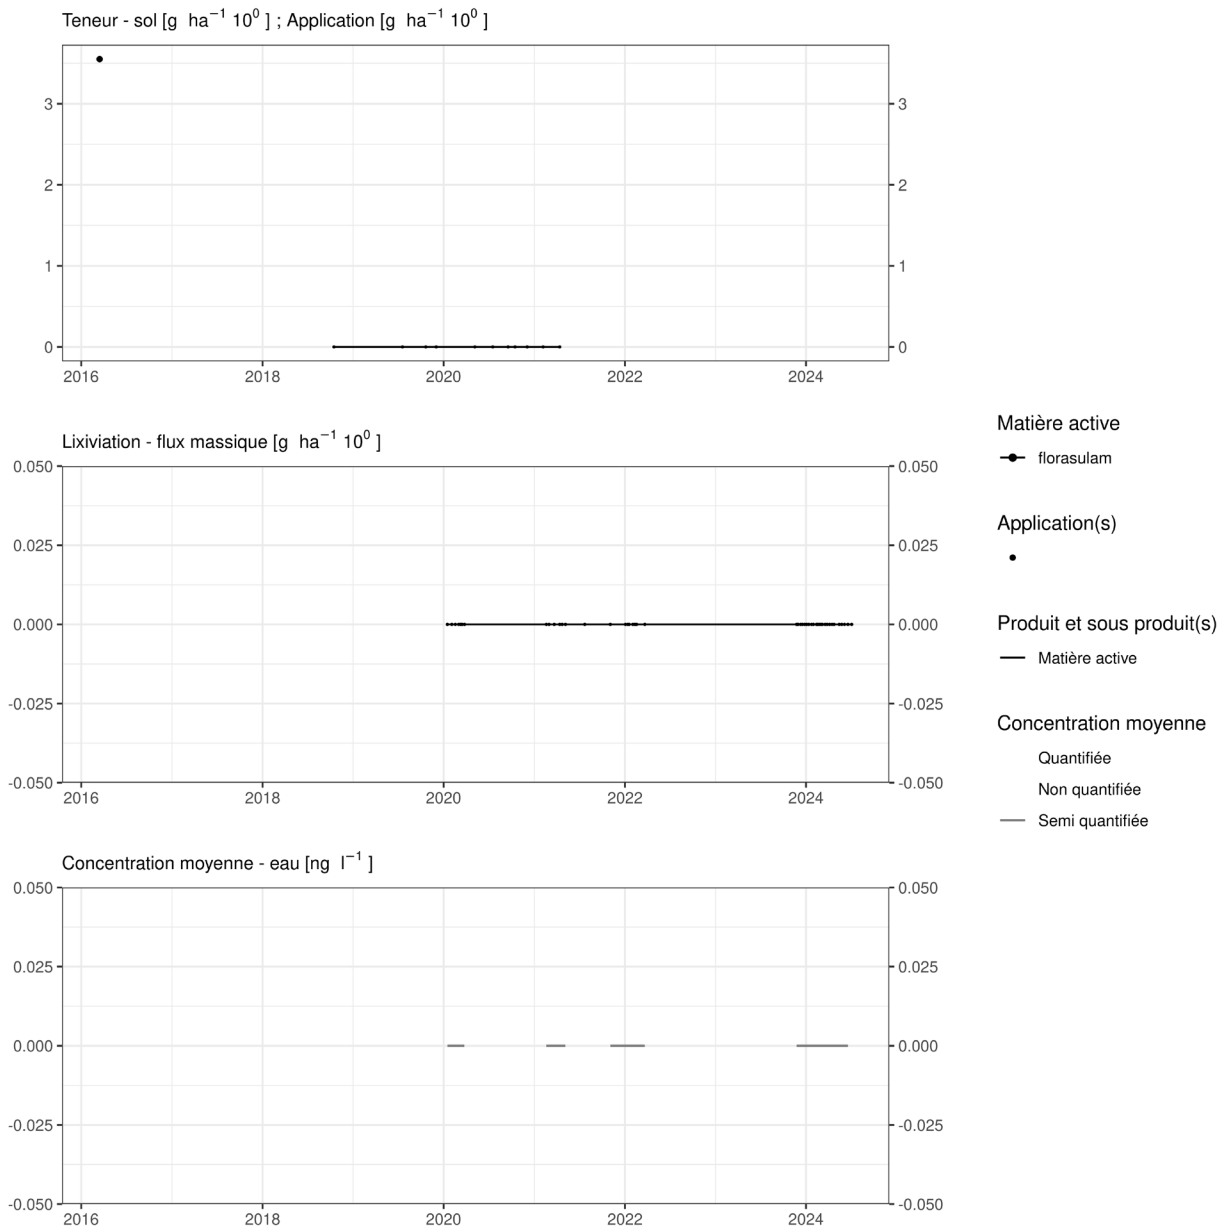 Teneur - sol [g ha⁻¹ 10⁰ ] ; Application [g ha⁻¹ 10⁰ ]
3 3
2 2
1 1
0 0
2016 2018 2020 2022 2024
Lixiviation - flux massique [g ha⁻¹ 10⁰ ]
0.050 0.050
0.025 0.025
0.000 0.000
-0.025 -0.025
-0.050 -0.050
2016 2018 2020 2022 2024
Concentration moyenne - eau [ng l⁻¹ ]
0.050 0.050
0.025 0.025
0.000 0.000
-0.025 -0.025
-0.050 -0.050
2016 2018 2020 2022 2024
Matière active
florasulam
Application(s)
Produit et sous produit(s)
Matière active
Concentration moyenne
Quantifiée
Non quantifiée
Semi quantifiée